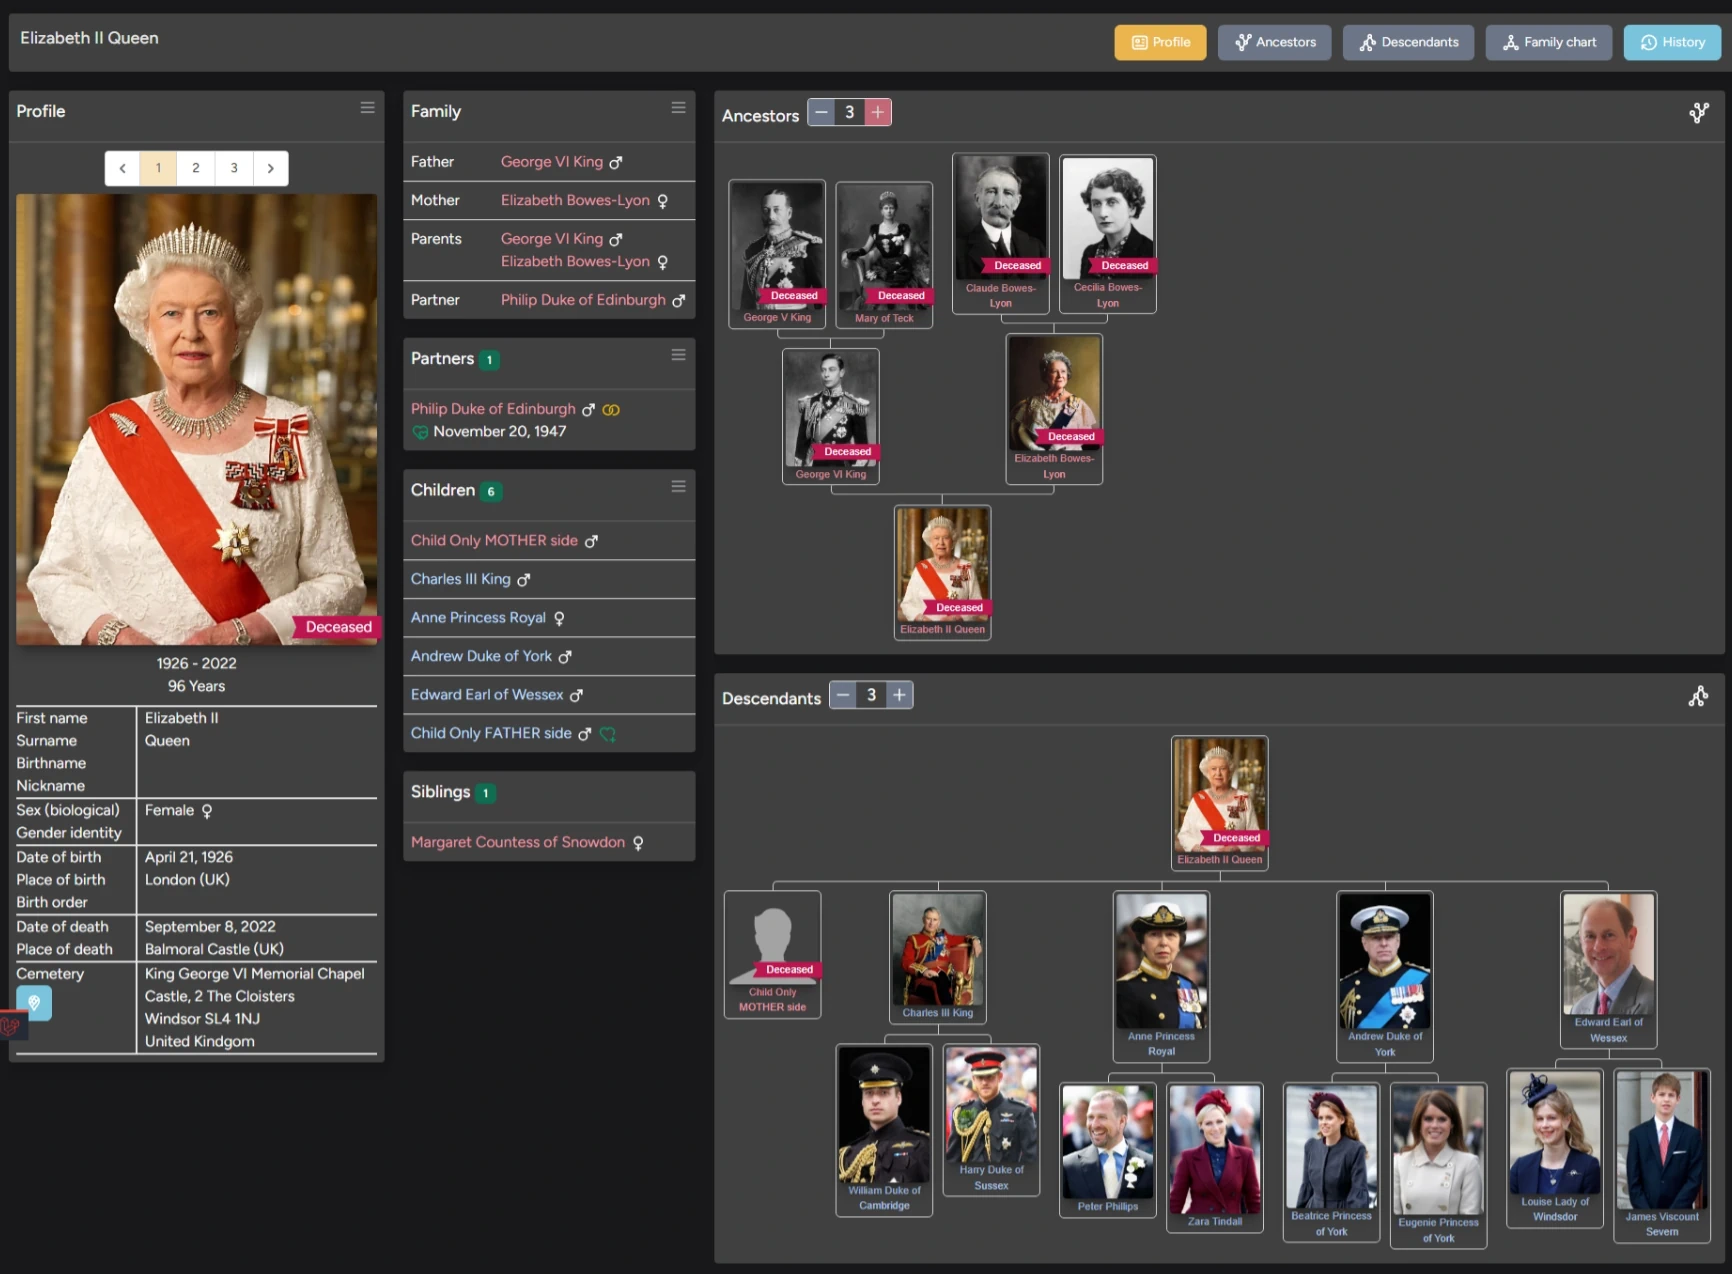 Elizabeth II Queen
Profile
Ancestors
Descendants
Family chart
History
Profile
1
2
3
Deceased
1926 - 2022
96 Years
First name Elizabeth II
Surname Queen
Birthname
Nickname
Sex (biological) Female
Gender identity
Date of birth April 21, 1926
Place of birth London (UK)
Birth order
Date of death September 8, 2022
Place of death Balmoral Castle (UK)
Cemetery King George VI Memorial Chapel
Castle, 2 The Cloisters
Windsor SL4 1NJ
United Kindgom
Family
Father George VI King
Mother Elizabeth Bowes-Lyon
Parents George VI King
Elizabeth Bowes-Lyon
Partner Philip Duke of Edinburgh
Partners 1
Philip Duke of Edinburgh
November 20, 1947
Children 6
Child Only MOTHER side
Charles III King
Anne Princess Royal
Andrew Duke of York
Edward Earl of Wessex
Child Only FATHER side
Siblings 1
Margaret Countess of Snowdon
Ancestors − 3 +
Deceased
George V King
Deceased
Mary of Teck
Deceased
Claude Bowes-
Lyon
Deceased
Cecilia Bowes-
Lyon
Deceased
George VI King
Deceased
Elizabeth Bowes-
Lyon
Deceased
Elizabeth II Queen
Descendants − 3 +
Deceased
Elizabeth II Queen
Deceased
Child Only
MOTHER side
Charles III King
Anne Princess
Royal
Andrew Duke of
York
Edward Earl of
Wessex
William Duke of
Cambridge
Harry Duke of
Sussex
Peter Phillips
Zara Tindall
Beatrice Princess
of York
Eugenie Princess
of York
Louise Lady of
Windsdor
James Viscount
Severn